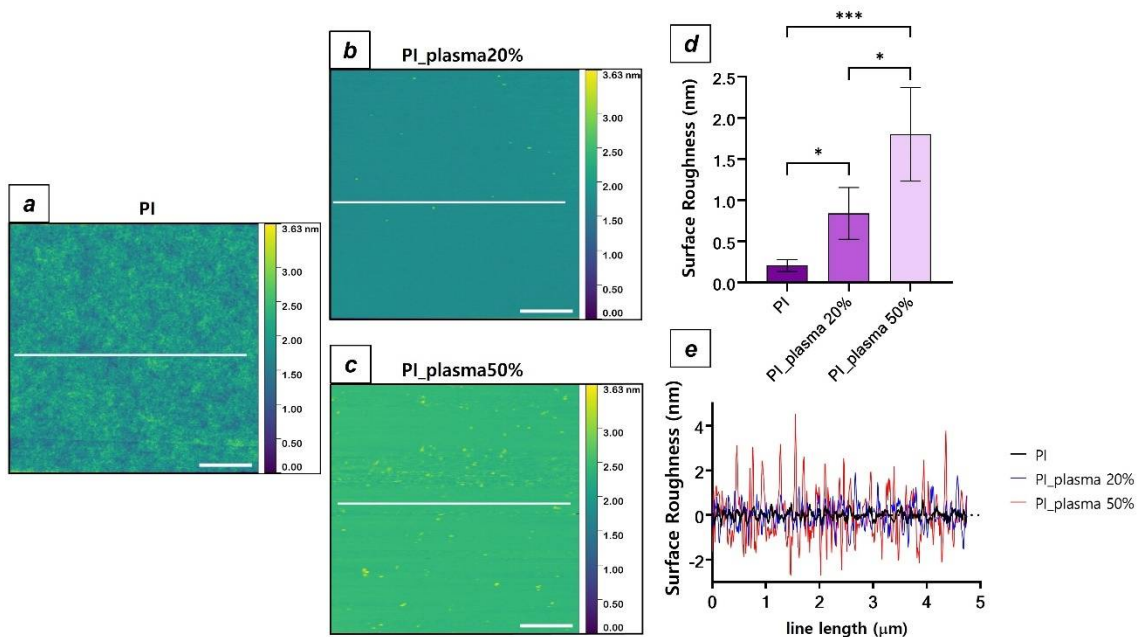 a
PI
3.63 nm
3.00
2.50
2.00
1.50
1.00
0.50
0.00
b
PI_plasma20%
3.63 nm
3.00
2.50
2.00
1.50
1.00
0.50
0.00
c
PI_plasma50%
3.63 nm
3.00
2.50
2.00
1.50
1.00
0.50
0.00
d
***
*
*
Surface Roughness (nm)
2.5
2.0
1.5
1.0
0.5
0.0
PI
PI_plasma 20%
PI_plasma 50%
e
Surface Roughness (nm)
4
2
0
-2
0
1
2
3
4
5
line length (μm)
PI
PI_plasma 20%
PI_plasma 50%